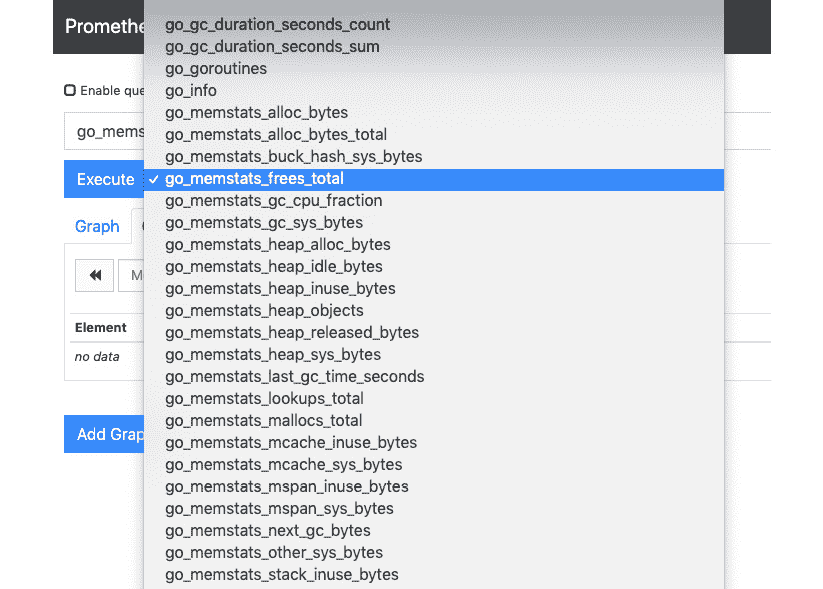 Promethe
go_gc_duration_seconds_count
go_gc_duration_seconds_sum
go_goroutines
Enable que
go_info
go_memstats_alloc_bytes
go_mems
go_memstats_alloc_bytes_total
go_memstats_buck_hash_sys_bytes
Execute
✓ go_memstats_frees_total
go_memstats_gc_cpu_fraction
Graph
go_memstats_gc_sys_bytes
go_memstats_heap_alloc_bytes
go_memstats_heap_idle_bytes
M
go_memstats_heap_inuse_bytes
go_memstats_heap_objects
Element
go_memstats_heap_released_bytes
no data
go_memstats_heap_sys_bytes
go_memstats_last_gc_time_seconds
go_memstats_lookups_total
go_memstats_mallocs_total
Add Grap
go_memstats_mcache_inuse_bytes
go_memstats_mcache_sys_bytes
go_memstats_mspan_inuse_bytes
go_memstats_mspan_sys_bytes
go_memstats_next_gc_bytes
go_memstats_other_sys_bytes
go_memstats_stack_inuse_bytes